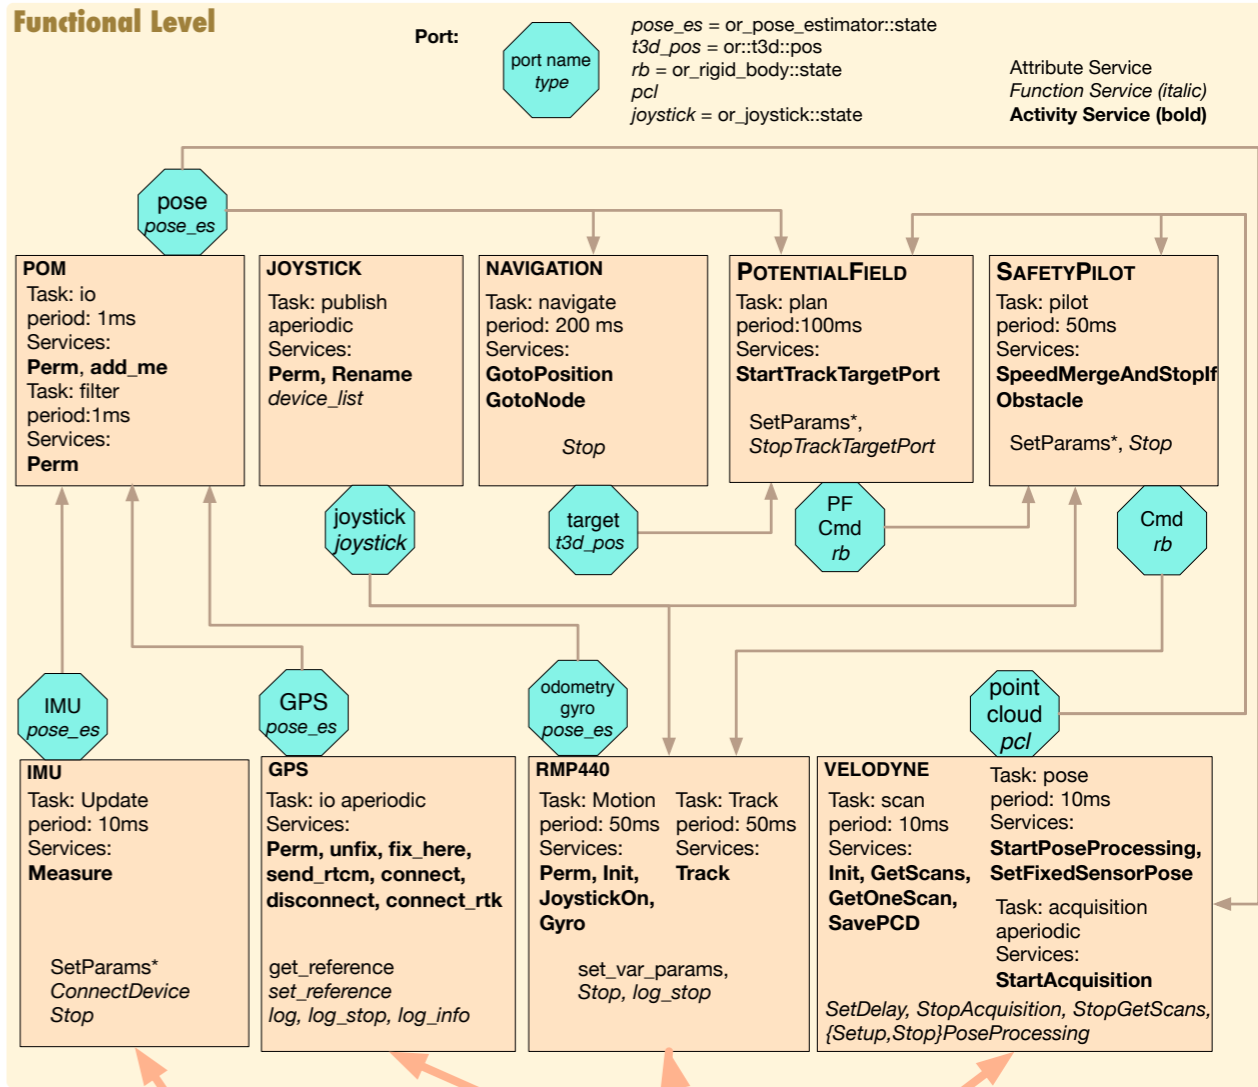 Functional Level
Port:
port name
type
pose_es = or_pose_estimator::state
t3d_pos = or::t3d::pos
rb = or_rigid_body::state
pcl
joystick = or_joystick::state
Attribute Service
Function Service (italic)
Activity Service (bold)
pose
pose_es
POM
Task: io
period: 1ms
Services:
Perm, add_me
Task: filter
period:1ms
Services:
Perm
JOYSTICK
Task: publish
aperiodic
Services:
Perm, Rename
device_list
NAVIGATION
Task: navigate
period: 200 ms
Services:
GotoPosition
GotoNode
Stop
POTENTIALFIELD
Task: plan
period:100ms
Services:
StartTrackTargetPort
SetParams*,
StopTrackTargetPort
SAFETYPILOT
Task: pilot
period: 50ms
Services:
SpeedMergeAndStopIf
Obstacle
SetParams*, Stop
joystick
joystick
target
t3d_pos
PF
Cmd
rb
Cmd
rb
IMU
pose_es
GPS
pose_es
odometry
gyro
pose_es
point
cloud
pcl
IMU
Task: Update
period: 10ms
Services:
Measure
SetParams*
ConnectDevice
Stop
GPS
Task: io aperiodic
Services:
Perm, unfix, fix_here,
send_rtcm, connect,
disconnect, connect_rtk
get_reference
set_reference
log, log_stop, log_info
RMP440
Task: Motion
period: 50ms
Services:
Perm, Init,
JoystickOn,
Gyro
Task: Track
period: 50ms
Services:
Track
set_var_params,
Stop, log_stop
VELODYNE
Task: scan
period: 10ms
Services:
Init, GetScans,
GetOneScan,
SavePCD
Task: pose
period: 10ms
Services:
StartPoseProcessing,
SetFixedSensorPose
Task: acquisition
aperiodic
Services:
StartAcquisition
SetDelay, StopAcquisition, StopGetScans,
{Setup,Stop}PoseProcessing